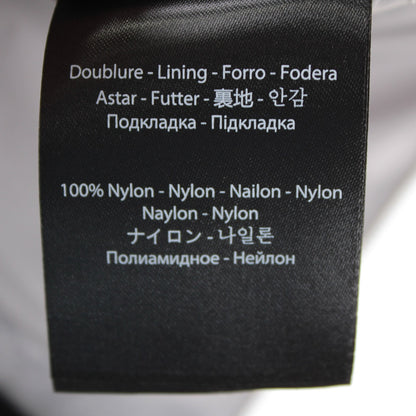 Doublure - Lining - Forro - Fodera
Astar - Futter - 裏地 - 안감
Подкладка - Підкладка
100% Nylon - Nylon - Nailon - Nylon
Naylon - Nylon
ナイロン - 나일론
Полиамидное - Нейлон